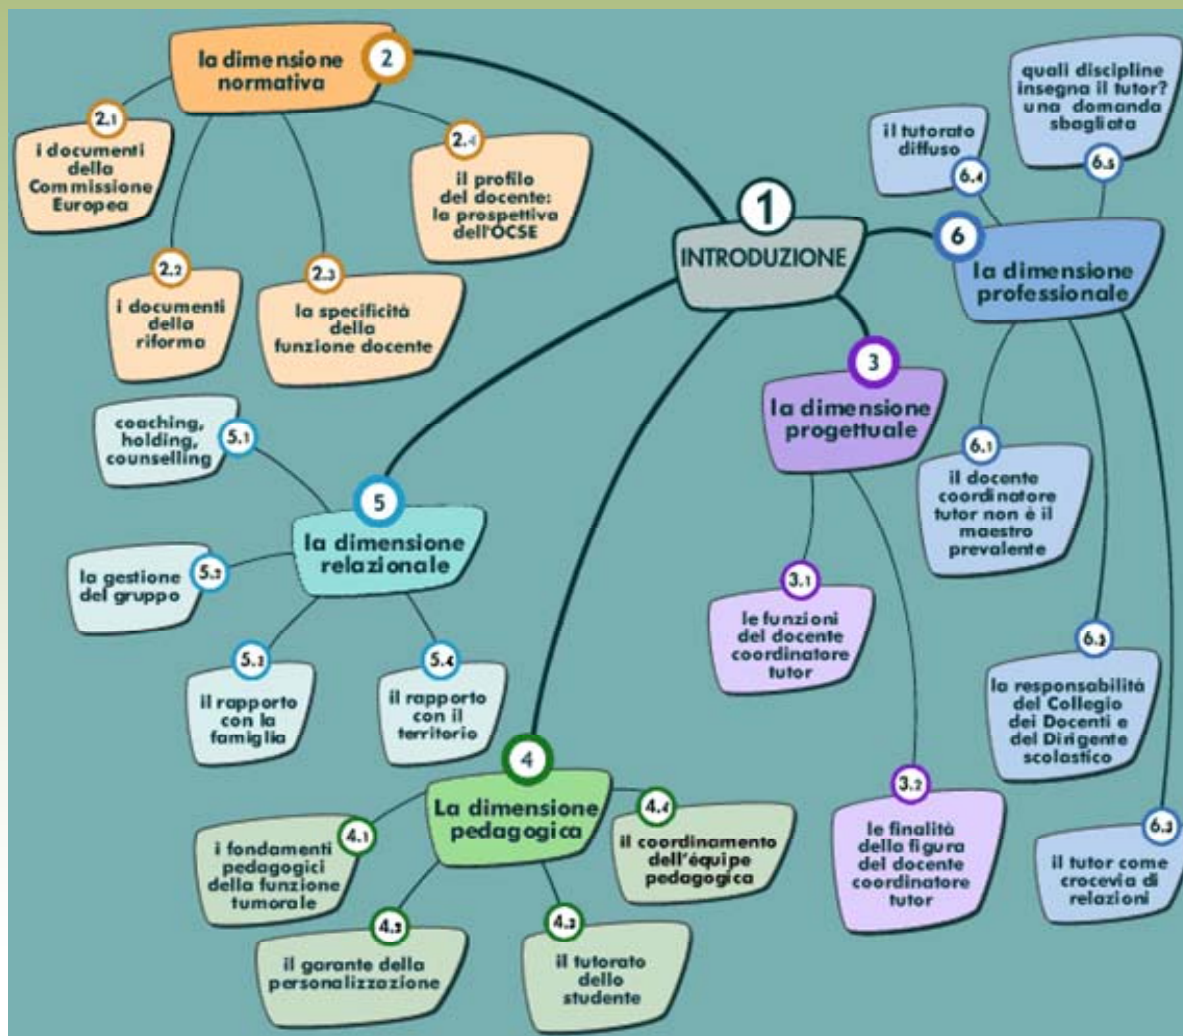 1
INTRODUZIONE
2
la dimensione
normativa
2.1
i documenti
della
Commissione
Europea
2.2
i documenti
della
riforma
2.3
la specificità
della
funzione docente
2.4
il profilo
del docente:
la prospettiva
dell'OCSE
3
la dimensione
progettuale
3.1
le funzioni
del docente
coordinatore
tutor
3.2
le finalità
della figura
del docente
coordinatore
tutor
4
La dimensione
pedagogica
4.1
i fondamenti
pedagogici
della funzione
tumorale
il garante della
personalizzazione
4.3
il tutorato
dello
studente
4.4
il coordinamento
dell'équipe
pedagogica
5
la dimensione
relazionale
5.1
coaching,
holding,
counselling
5.2
la gestione
del gruppo
5.3
il rapporto
con la
famiglia
5.4
il rapporto
con il
territorio
6
la dimensione
professionale
6.1
il docente
coordinatore
tutor non è il
maestro
prevalente
la responsabilità
del Collegio
dei Docenti e
del Dirigente
scolastico
6.3
il tutor come
crocevia di
relazioni
6.4
il tutorato
diffuso
6.5
quali discipline
insegna il tutor?
una domanda
sbagliata